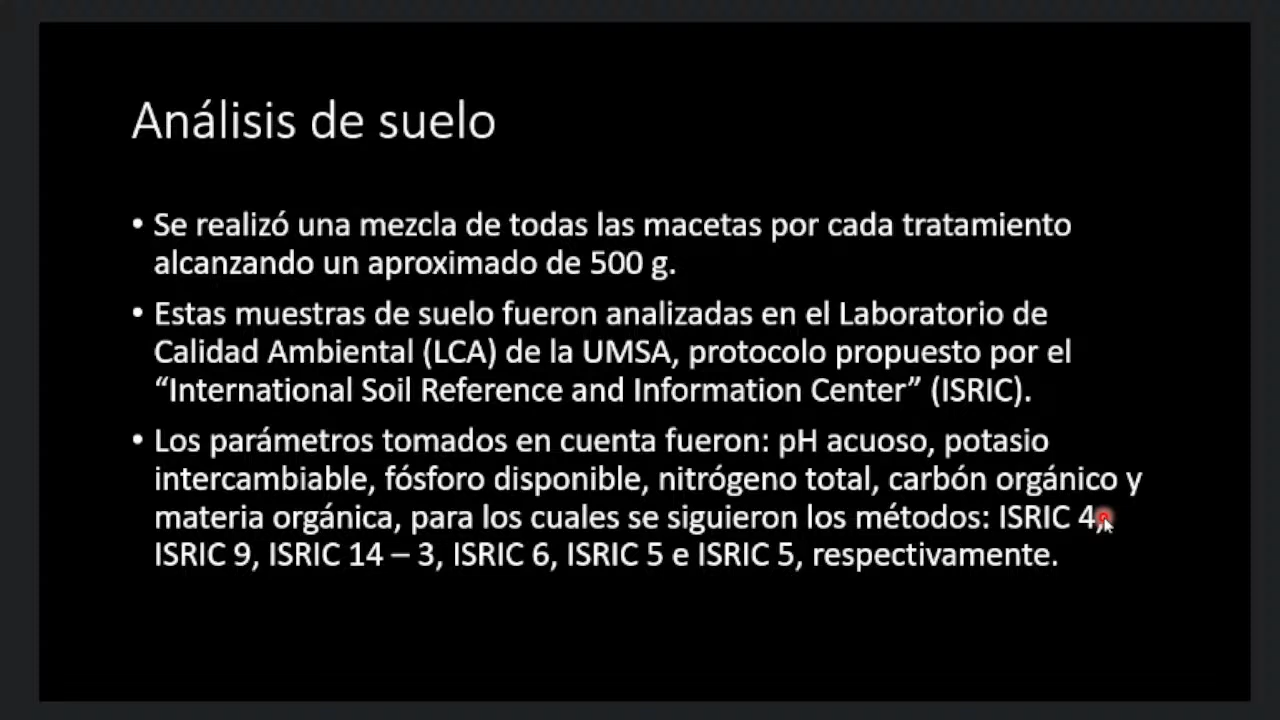 Análisis de suelo
• Se realizó una mezcla de todas las macetas por cada tratamiento
alcanzando un aproximado de 500 g.
• Estas muestras de suelo fueron analizadas en el Laboratorio de
Calidad Ambiental (LCA) de la UMSA, protocolo propuesto por el
“International Soil Reference and Information Center” (ISRIC).
• Los parámetros tomados en cuenta fueron: pH acuoso, potasio
intercambiable, fósforo disponible, nitrógeno total, carbón orgánico y
materia orgánica, para los cuales se siguieron los métodos: ISRIC 4,
ISRIC 9, ISRIC 14 – 3, ISRIC 6, ISRIC 5 e ISRIC 5, respectivamente.